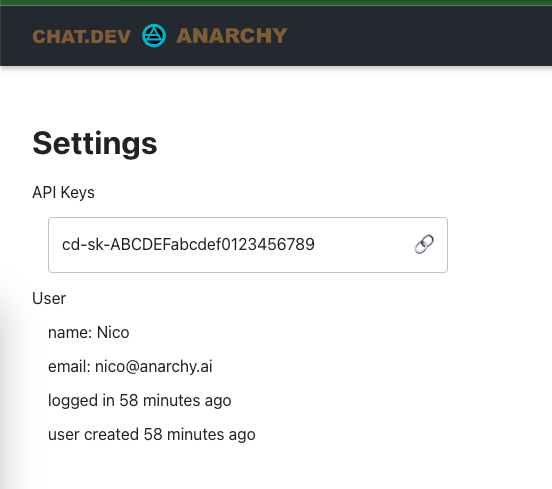 CHAT.DEV ANARCHY
Settings
API Keys
cd-sk-ABCDEFabcdef0123456789
User
name: Nico
email: nico@anarchy.ai
logged in 58 minutes ago
user created 58 minutes ago